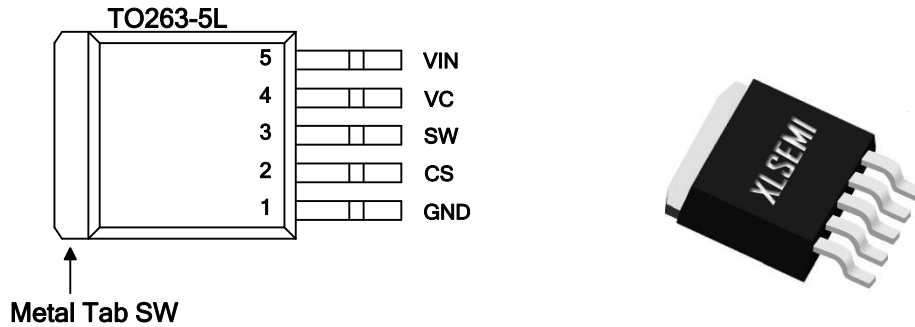 TO263-5L
5 VIN
4 VC
3 SW
2 CS
1 GND
Metal Tab SW
XLSEMI